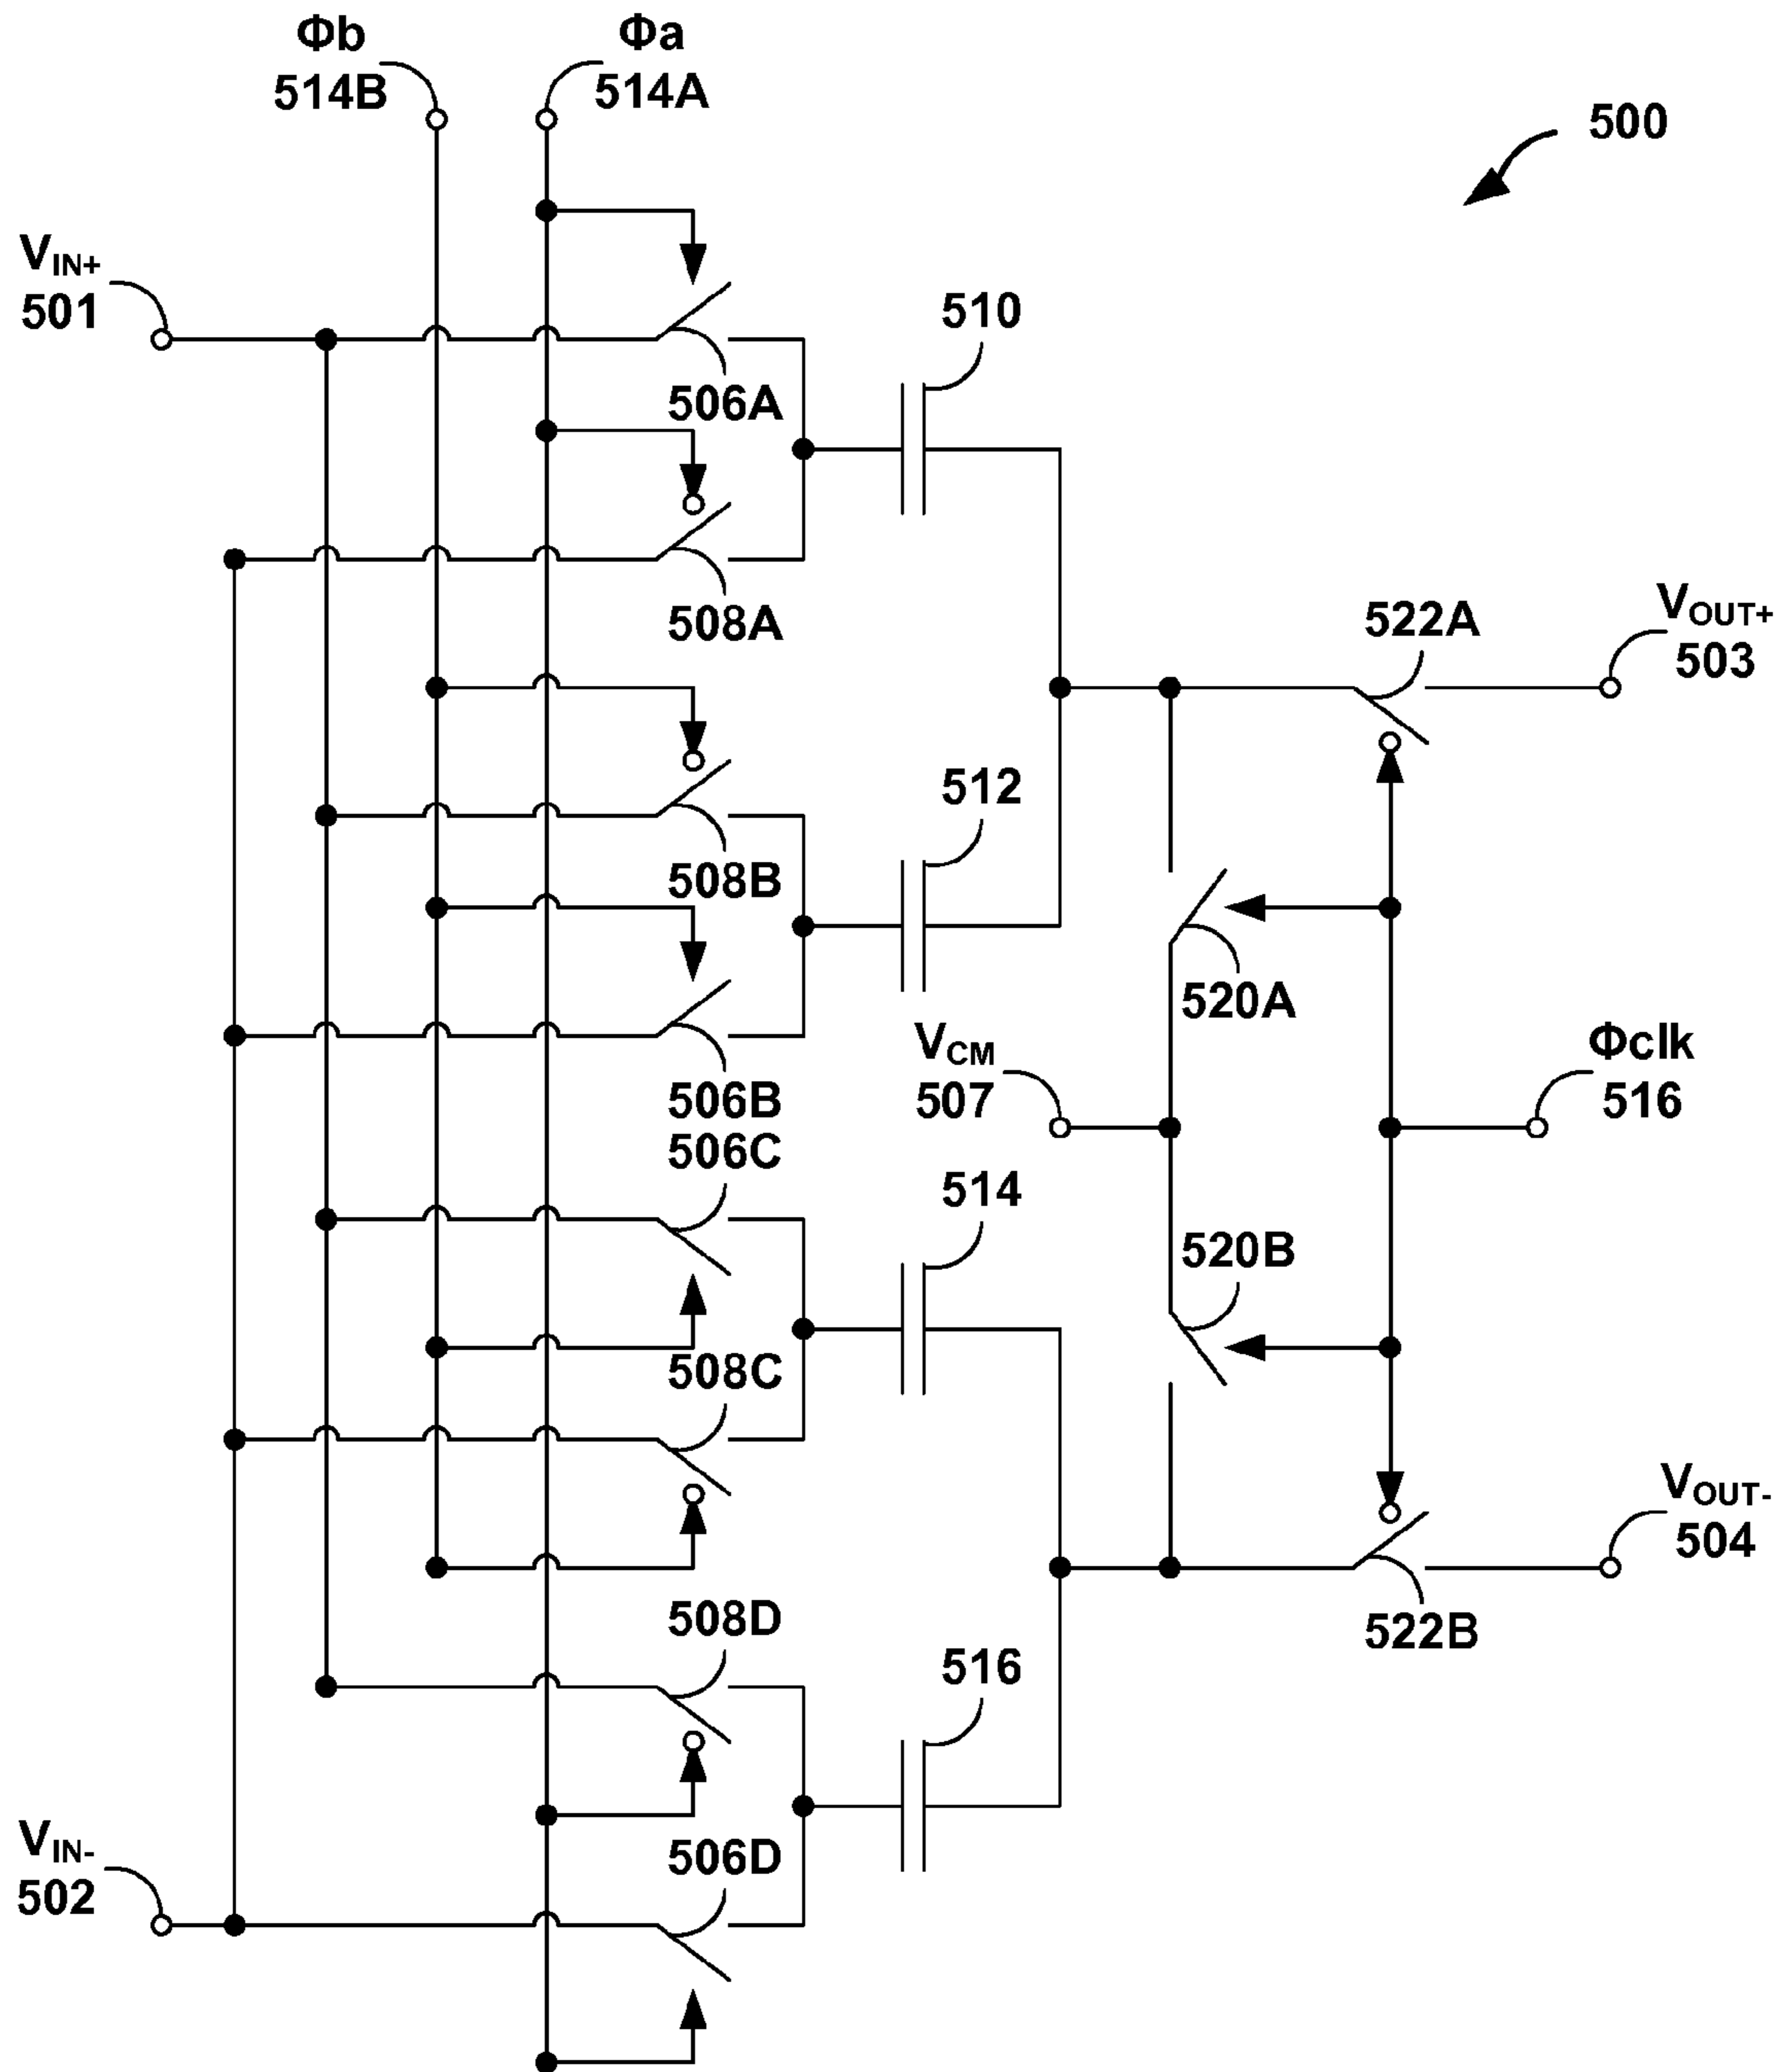 Φb
514B
Φa
514A
500
VIN+
501
510
506A
508A
522A
VOUT+
503
512
508B
520A
VCM
507
Φclk
516
506B
506C
514
520B
508C
VOUT-
504
508D
522B
516
VIN-
502
506D